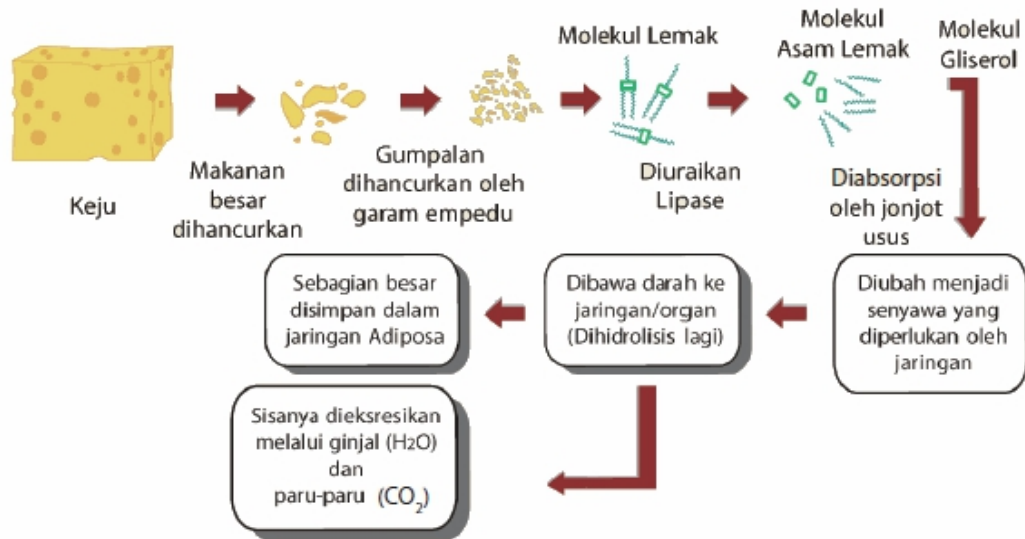 Keju
Makanan
besar
dihancurkan
Gumpalan
dihancurkan oleh
garam empedu
Molekul Lemak
Diuraikan
Lipase
Molekul
Asam Lemak
Molekul
Gliserol
Diabsorpsi
oleh jonjot
usus
Diubah menjadi
senyawa yang
diperlukan oleh
jaringan
Dibawa darah ke
jaringan/organ
(Dihidrolisis lagi)
Sebagian besar
disimpan dalam
jaringan Adiposa
Sisanya dieksresikan
melalui ginjal (H2O)
dan
paru-paru (CO₂)